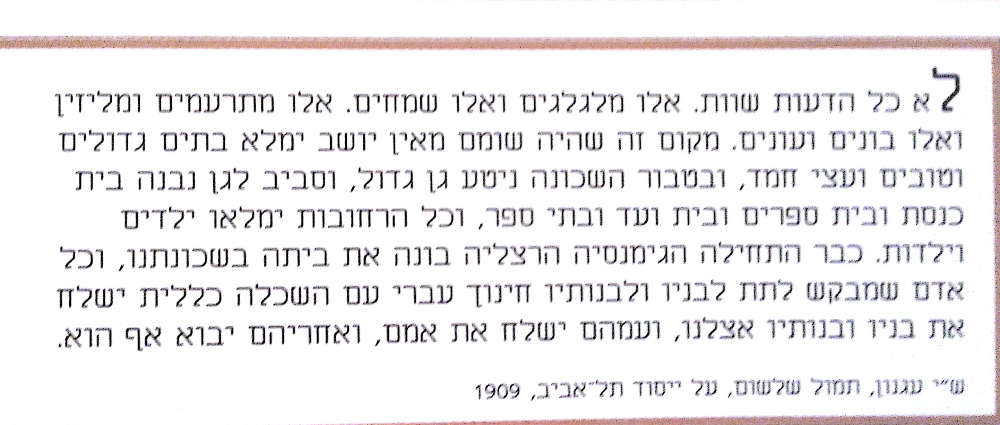 לא כל הדעות שוות. אלו מלגלגים ואלו שמחים. אלו מתרעמים ומליזין
ואלו בונים ועונים. מקום זה שהיה שומם מאין יושב ימלא בתים גדולים
וטובים ועצי חמד, ובטבור השכונה ניטע גן גדול, וסביב לגן נבנה בית
כנסת ובית ספרים ובית ועד ובתי ספר, וכל הרחובות ימלאו ילדים
וילדות. כבר התחילה הגימנסיה הרצליה בונה את ביתה בשכונתנו, וכל
אדם שמבקש לתת לבניו ולבנותיו חינוך עברי עם השכלה כללית ישלח
את בניו ובנותיו אצלנו, ועמהם ישלח את אמם, ואחריהם יבוא אף הוא.
ש״י עגנון, תמול שלשום, על ייסוד תל־אביב, 1909